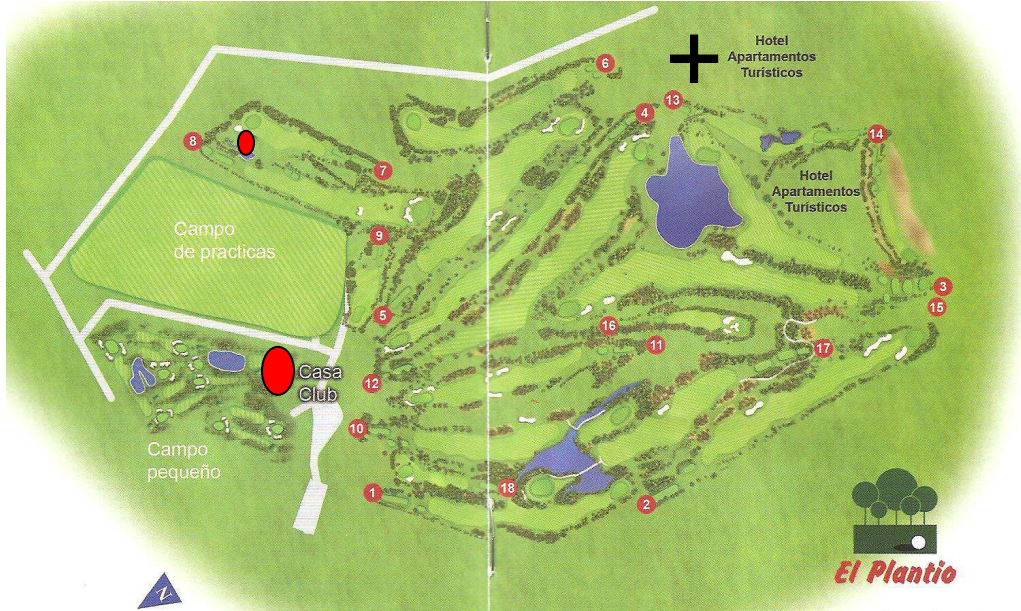 Hotel
Apartamentos
Turísticos
6
13
4
14
8
7
Hotel
Apartamentos
Turísticos
Campo
de practicas
9
3
15
5
16
11
17
Casa
Club
12
10
Campo
pequeño
1
18
2
El Plantio
N